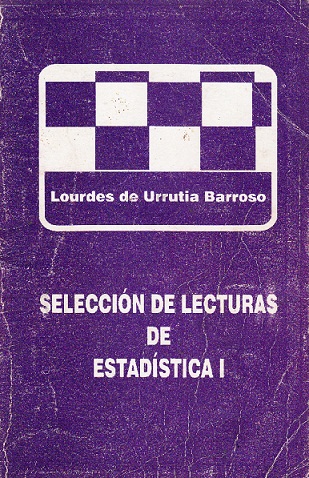 Lourdes de Urrutia Barroso
SELECCIÓN DE LECTURAS
DE
ESTADÍSTICA I